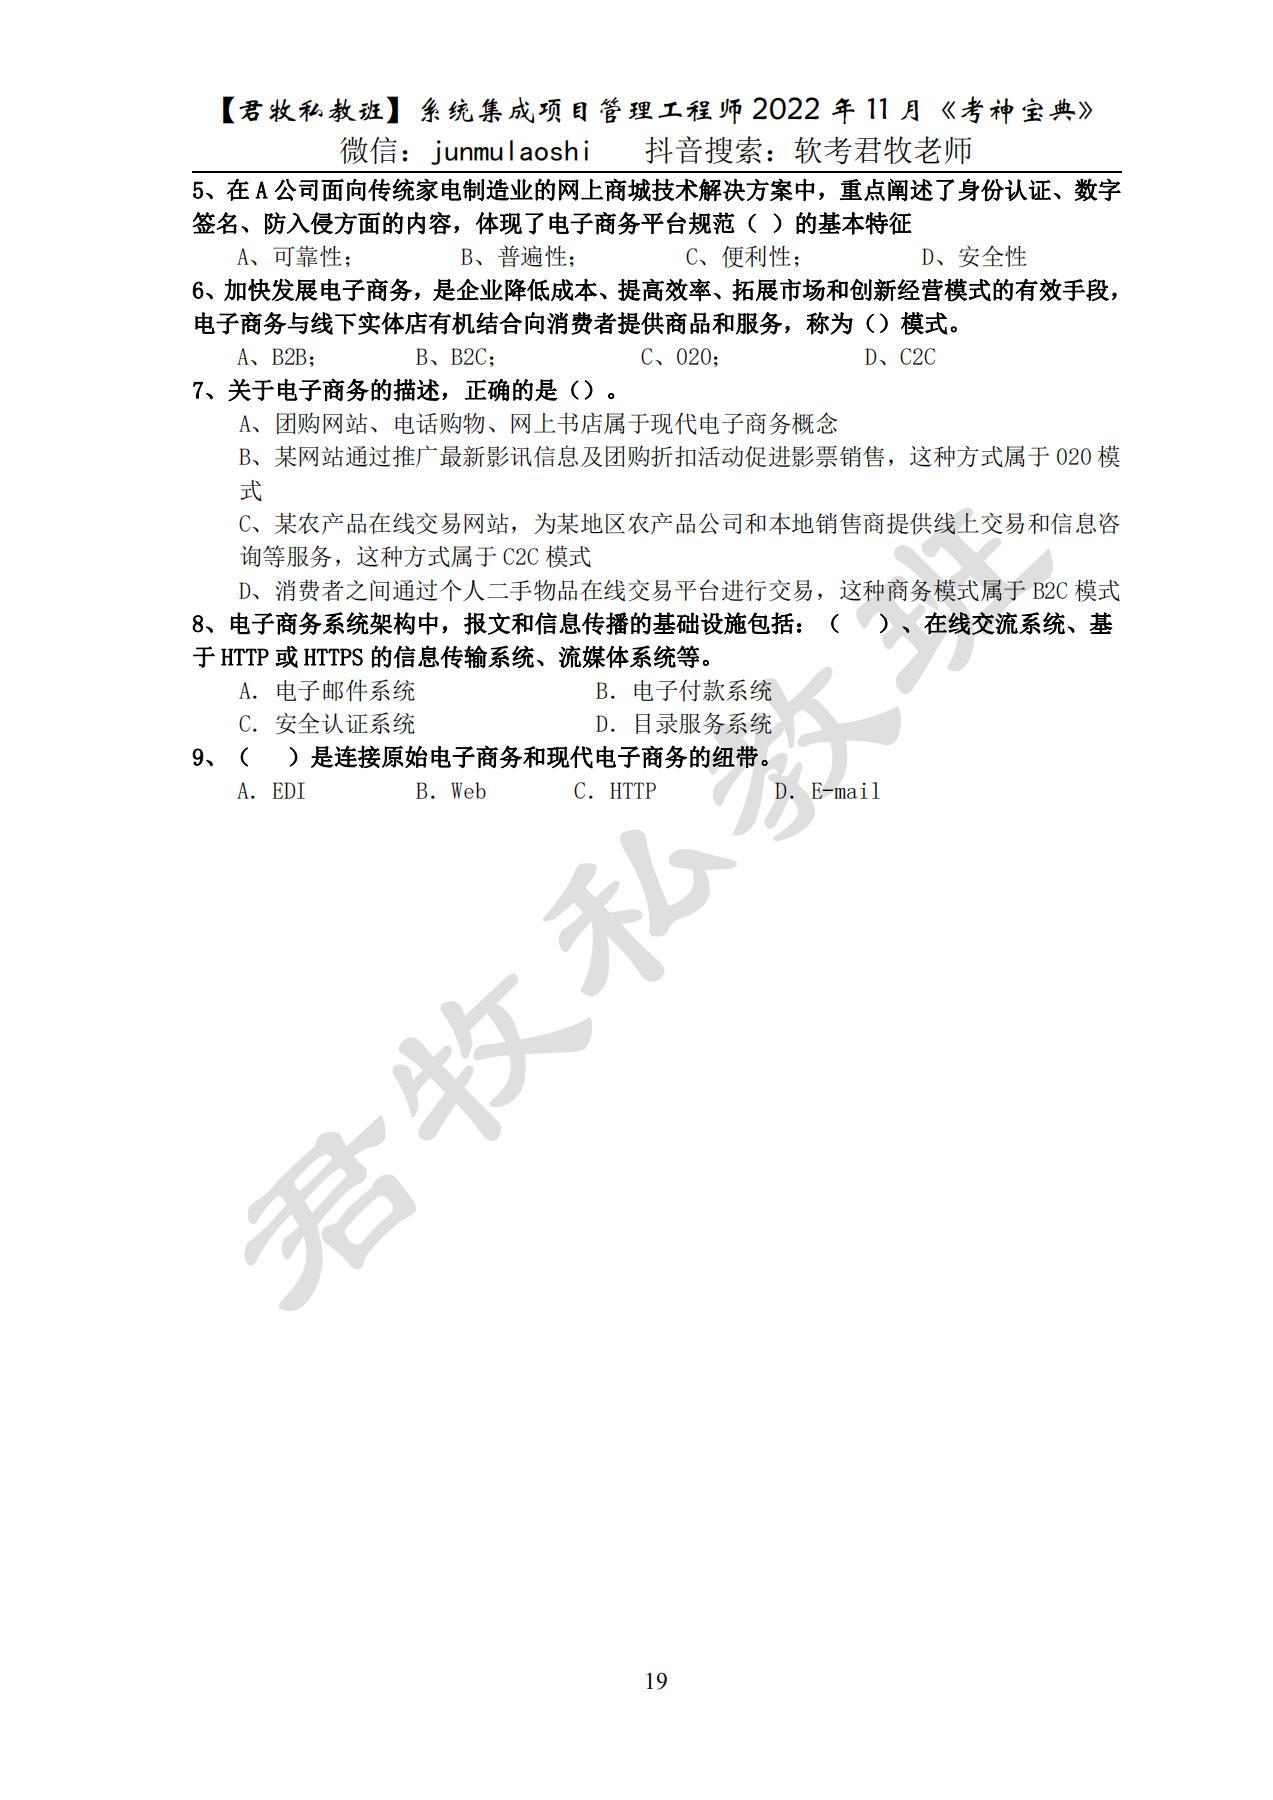 【君牧私教班】系统集成项目管理工程师 2022 年 11 月《考神宝典》
微信：junmulaoshi 抖音搜索：软考君牧老师
5、在 A 公司面向传统家电制造业的网上商城技术解决方案中，重点阐述了身份认证、数字
签名、防入侵方面的内容，体现了电子商务平台规范（ ）的基本特征
A、可靠性； B、普遍性； C、便利性； D、安全性
6、加快发展电子商务，是企业降低成本、提高效率、拓展市场和创新经营模式的有效手段，
电子商务与线下实体店有机结合向消费者提供商品和服务，称为（）模式。
A、B2B； B、B2C； C、O2O； D、C2C
7、关于电子商务的描述，正确的是（）。
A、团购网站、电话购物、网上书店属于现代电子商务概念
B、某网站通过推广最新影讯信息及团购折扣活动促进影票销售，这种方式属于 O2O 模
式
C、某农产品在线交易网站，为某地区农产品公司和本地销售商提供线上交易和信息咨
询等服务，这种方式属于 C2C 模式
D、消费者之间通过个人二手物品在线交易平台进行交易，这种商务模式属于 B2C 模式
8、电子商务系统架构中，报文和信息传播的基础设施包括：（ ）、在线交流系统、基
于 HTTP 或 HTTPS 的信息传输系统、流媒体系统等。
A. 电子邮件系统 B. 电子付款系统
C. 安全认证系统 D. 目录服务系统
9、（ ）是连接原始电子商务和现代电子商务的纽带。
A. EDI B. Web C. HTTP D. E-mail
君牧私教班
19